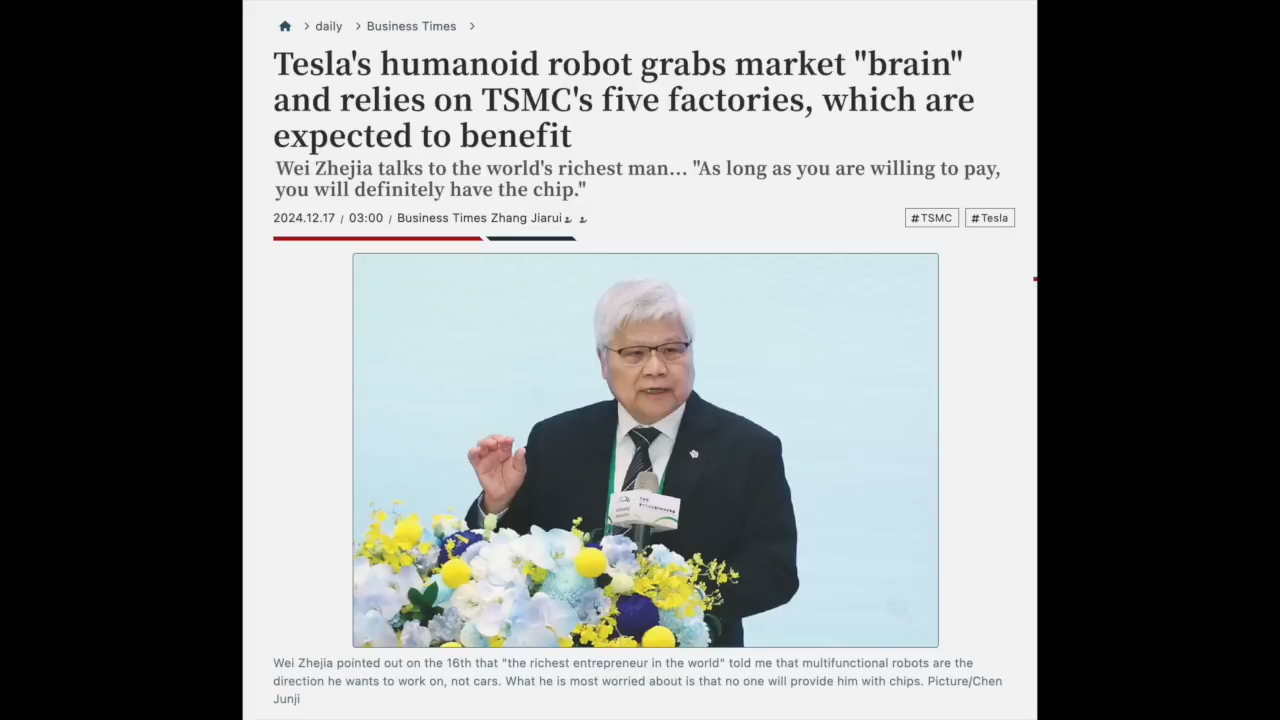 daily
Business Times
Tesla's humanoid robot grabs market "brain"
and relies on TSMC's five factories, which are
expected to benefit
Wei Zhejia talks to the world's richest man... "As long as you are willing to pay,
you will definitely have the chip."
2024.12.17 / 03:00 / Business Times Zhang Jiarui
#TSMC
#Tesla
Wei Zhejia pointed out on the 16th that "the richest entrepreneur in the world" told me that multifunctional robots are the
direction he wants to work on, not cars. What he is most worried about is that no one will provide him with chips. Picture/Chen
Junji